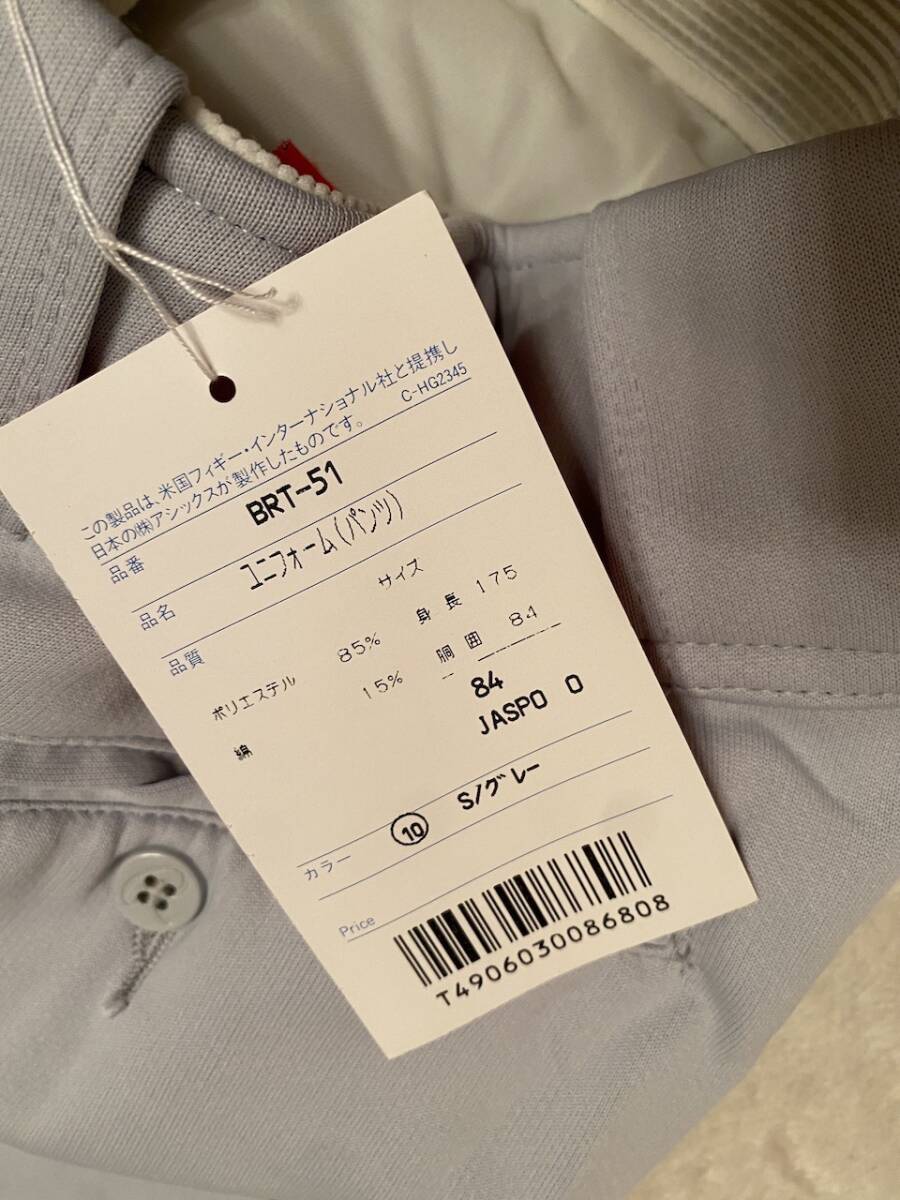 この製品は、米国フィギー・インターナショナル社と提携し
日本の㈱アシックスが製作したものです。 C-HG2345
品番 BRT-51
品名 ユニフォーム(パンツ)
品質 サイズ
ポリエステル 85% 身長 175
綿 15% 胴囲 84
84
JASPO O
カラー ⑩ S/グレー
Price
T4906030086808